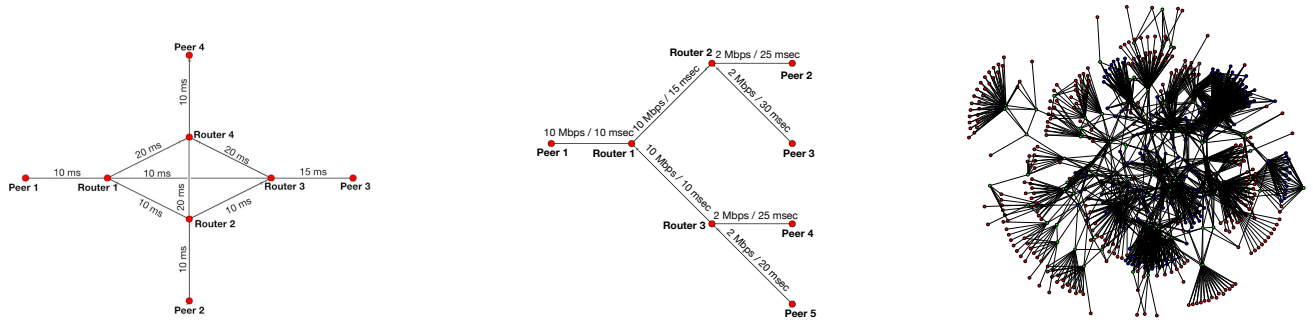 Peer 4
10 ms
Router 4
20 ms
20 ms
Peer 1
10 ms
Router 1
10 ms
20 ms
Router 3
15 ms
Peer 3
10 ms
10 ms
Router 2
10 ms
Peer 2
Router 2
2 Mbps / 25 msec
Peer 2
10 Mbps / 15 msec
2 Mbps / 30 msec
10 Mbps / 10 msec
Peer 1
Router 1
Peer 3
10 Mbps / 10 msec
Router 3
2 Mbps / 25 msec
Peer 4
2 Mbps / 20 msec
Peer 5